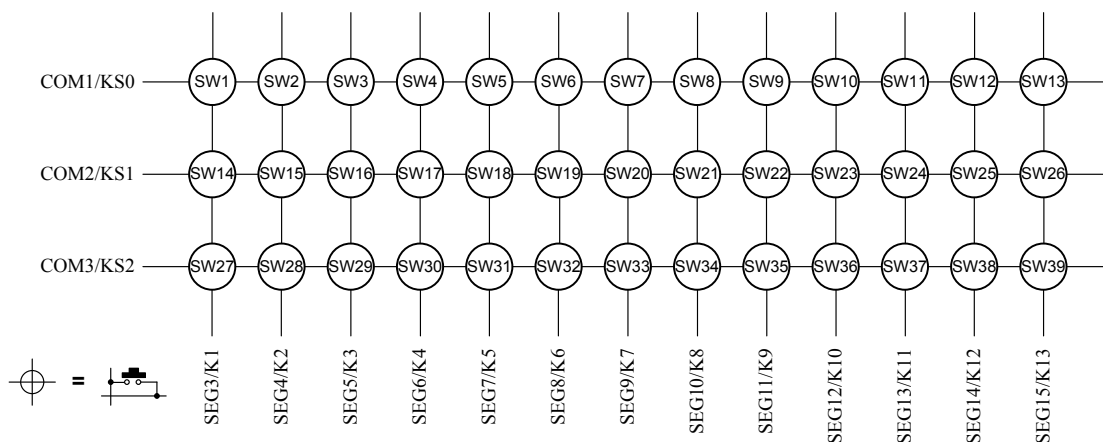 COM1/KS0 SW1 SW2 SW3 SW4 SW5 SW6 SW7 SW8 SW9 SW10 SW11 SW12 SW13
COM2/KS1 SW14 SW15 SW16 SW17 SW18 SW19 SW20 SW21 SW22 SW23 SW24 SW25 SW26
COM3/KS2 SW27 SW28 SW29 SW30 SW31 SW32 SW33 SW34 SW35 SW36 SW37 SW38 SW39
=
SEG3/K1
SEG4/K2
SEG5/K3
SEG6/K4
SEG7/K5
SEG8/K6
SEG9/K7
SEG10/K8
SEG11/K9
SEG12/K10
SEG13/K11
SEG14/K12
SEG15/K13